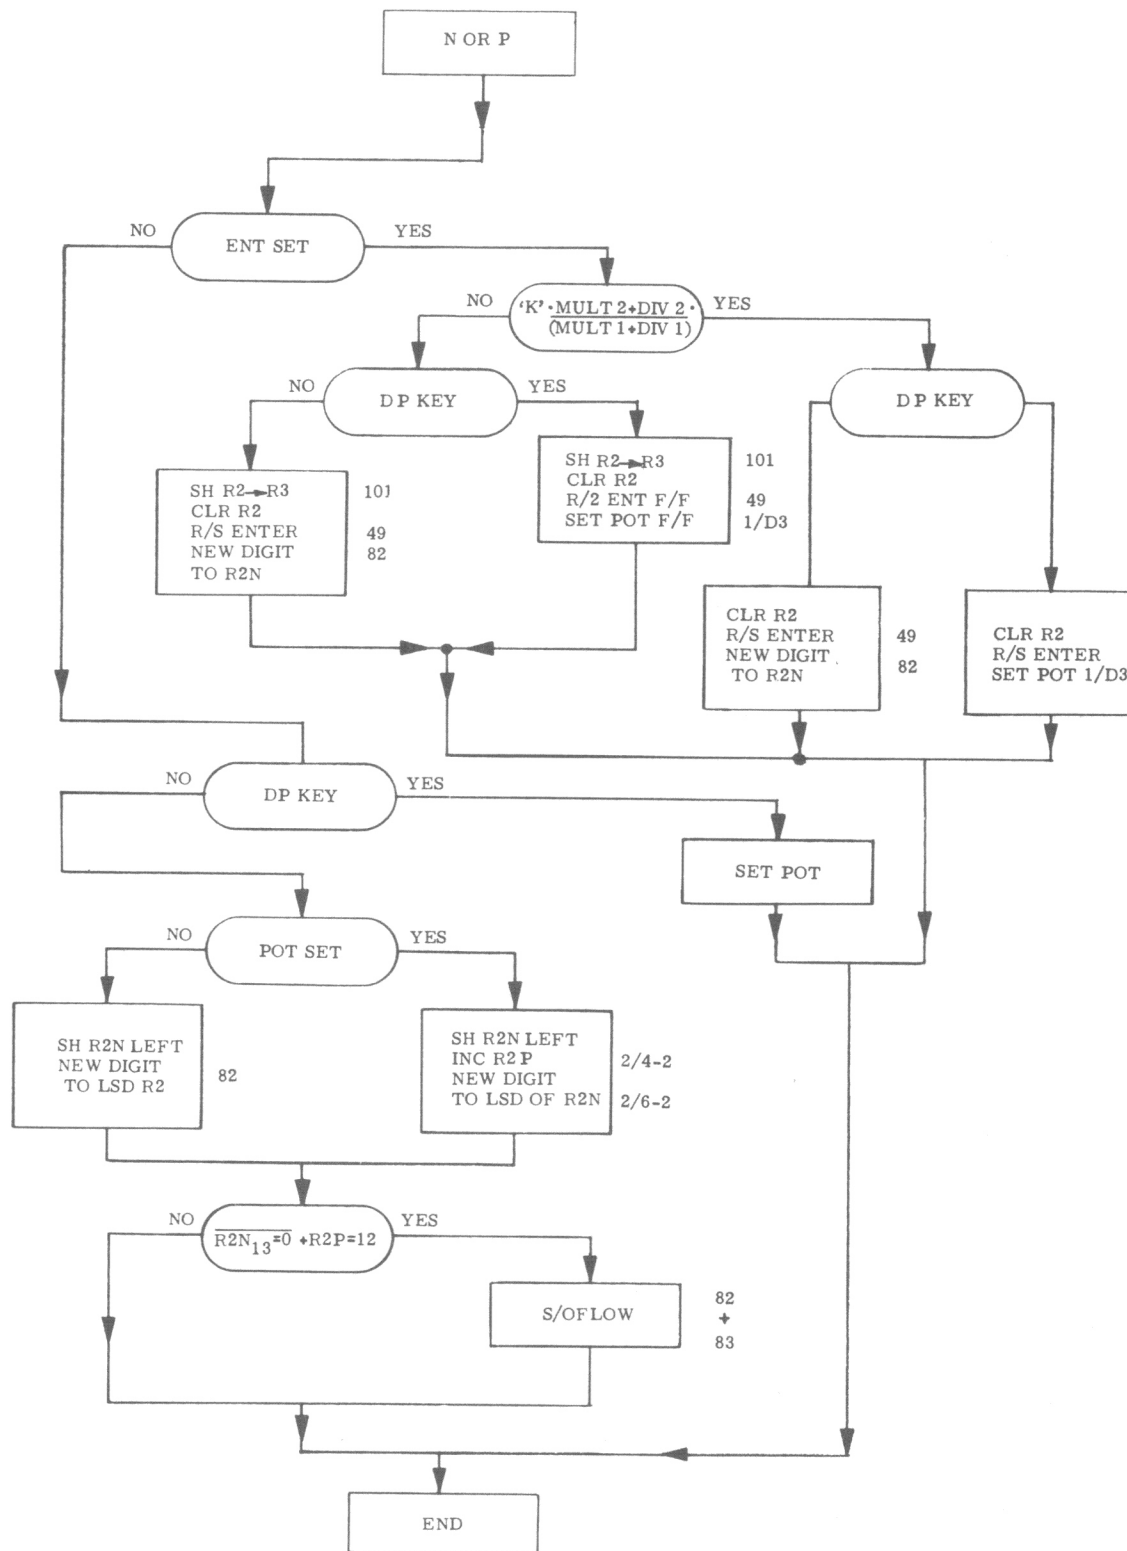 N OR P
ENT SET
NO
YES
'K'·MULT 2+DIV 2·
(MULT 1+DIV 1)
NO
YES
DP KEY
NO
YES
DP KEY
SH R2→R3
CLR R2
R/S ENTER
NEW DIGIT
TO R2N
101
49
82
SH R2→R3
CLR R2
R/2 ENT F/F
SET POT F/F
101
49
1/D3
CLR R2
R/S ENTER
NEW DIGIT
TO R2N
49
82
CLR R2
R/S ENTER
SET POT 1/D3
DP KEY
NO
YES
SET POT
POT SET
NO
YES
SH R2N LEFT
NEW DIGIT
TO LSD R2
82
SH R2N LEFT
INC R2P
NEW DIGIT
TO LSD OF R2N
2/4-2
2/6-2
NO
YES
R2N13=0 +R2P=12
S/OFLOW
82
+
83
END